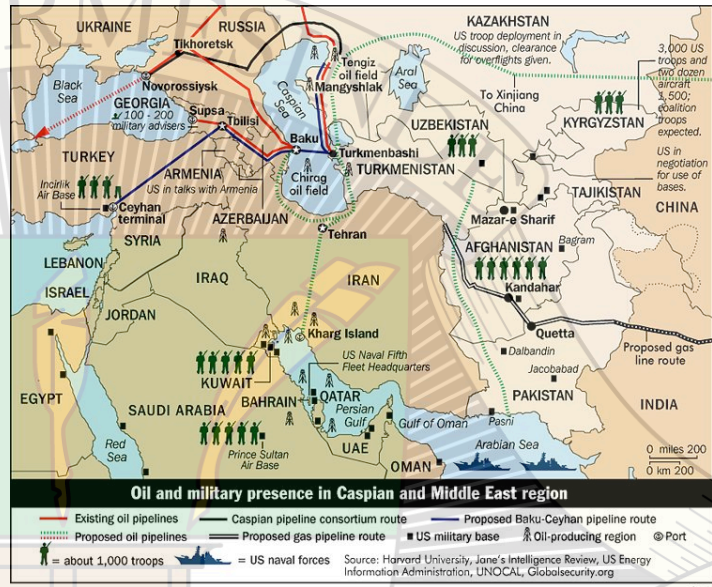 UKRAINE
RUSSIA
KAZAKHSTAN
US troop deployment in
discussion, clearance
for overflights given.
3,000 US
troops and two dozen
aircraft
1,500;
coalition
troops
expected.
US in
negotiation
for use of
bases.
Tikhoretsk
Tengiz
oil field
Mangyshlak
Aral
Sea
To Xinjiang
China
KYRGYZSTAN
Black
Sea
Novorossiysk
Caspian
Sea
GEORGIA
100 - 200
military advisers
Supsa
Tbilisi
UZBEKISTAN
Baku
Turkmenbashi
TURKMENISTAN
TURKEY
ARMENIA
US in talks with Armenia
Chirag
oil field
TAJIKISTAN
CHINA
Incirlik
Air Base
Ceyhan
terminal
AZERBAIJAN
Mazar-e Sharif
SYRIA
Tehran
AFGHANISTAN
Bagram
LEBANON
IRAQ
IRAN
Kandahar
ISRAEL
JORDAN
Kharg Island
Quetta
Proposed gas
line route
US Naval Fifth
Fleet Headquarters
Dalbandin
Jacobabad
KUWAIT
EGYPT
SAUDI ARABIA
BAHRAIN
QATAR
Persian
Gulf
PAKISTAN
INDIA
Gulf of Oman
Pasni
Red
Sea
Prince Sultan
Air Base
UAE
OMAN
Arabian Sea
0 miles 200
0 km 200
Oil and military presence in Caspian and Middle East region
Existing oil pipelines
Caspian pipeline consortium route
Proposed Baku-Ceyhan pipeline route
Proposed oil pipelines
Proposed gas pipeline route
US military base
Oil-producing region
Port
= about 1,000 troops
= US naval forces
Source: Harvard University, Jane's Intelligence Review, US Energy
Information Administration, UNOCAL, Globalsecurity.org